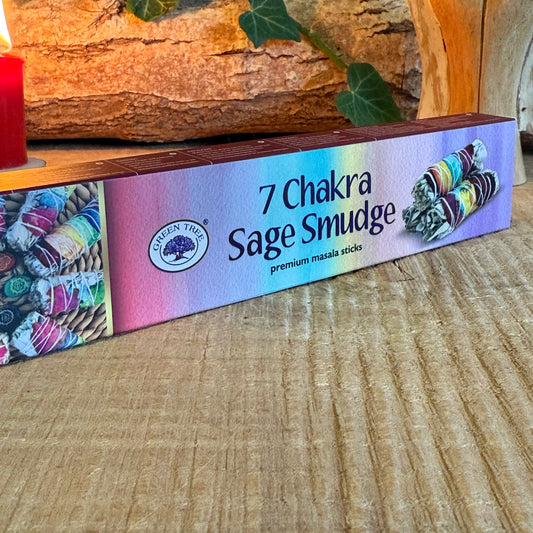 GREEN TREE
®
7 Chakra
Sage Smudge
premium masala sticks